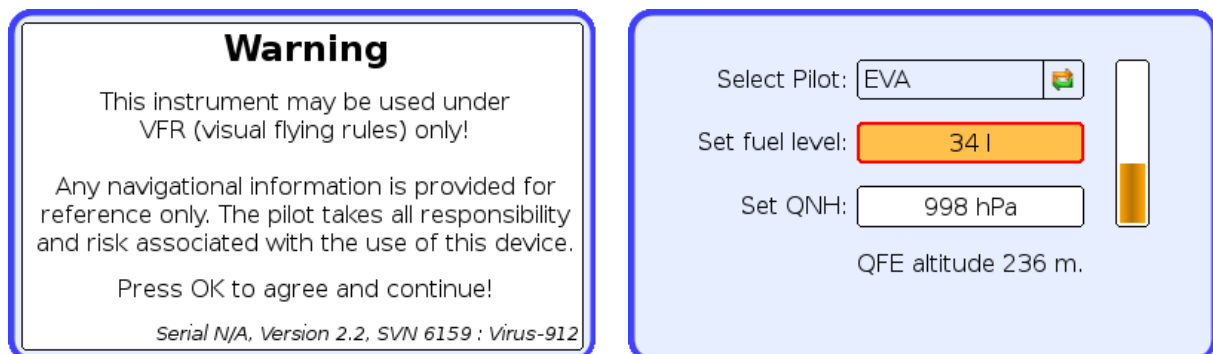 Warning
This instrument may be used under
VFR (visual flying rules) only!
Any navigational information is provided for
reference only. The pilot takes all responsibility
and risk associated with the use of this device.
Press OK to agree and continue!
Serial N/A, Version 2.2, SVN 6159 : Virus-912
Select Pilot: EVA
Set fuel level: 34 l
Set QNH: 998 hPa
QFE altitude 236 m.